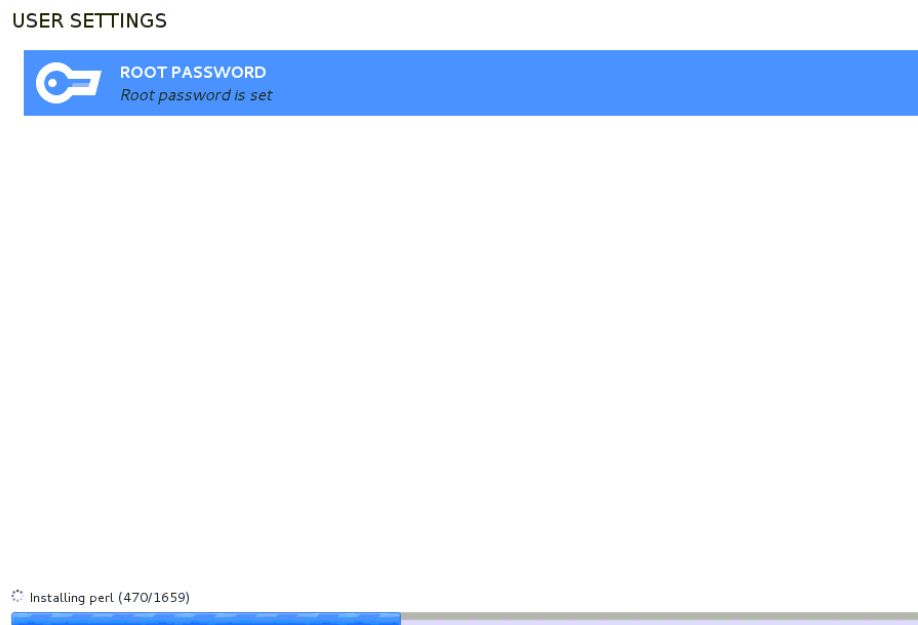 USER SETTINGS
ROOT PASSWORD
Root password is set
Installing perl (470/1659)